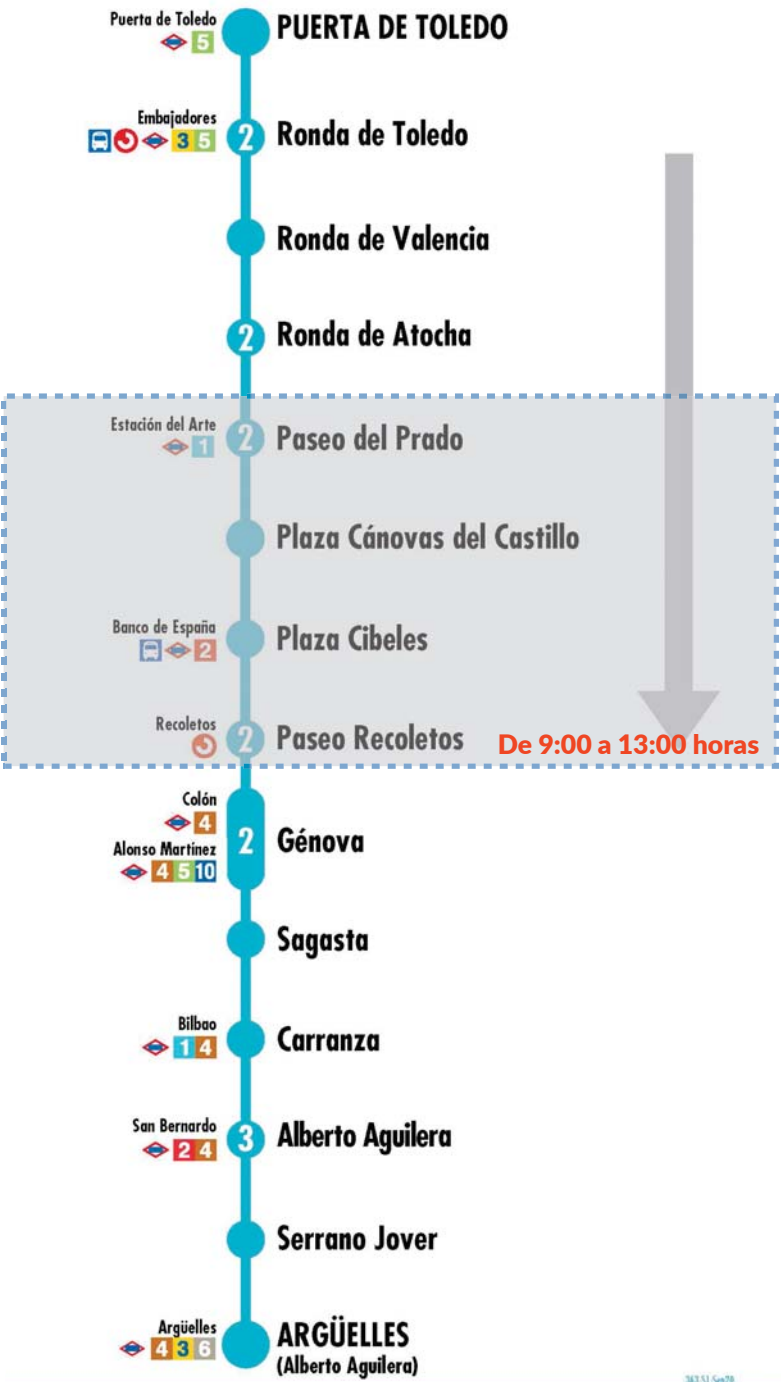 Puerta de Toledo
5
PUERTA DE TOLEDO
Embajadores
3 5
2
Ronda de Toledo
Ronda de Valencia
2
Ronda de Atocha
Estación del Arte
1
2
Paseo del Prado
Plaza Cánovas del Castillo
Banco de España
2
Plaza Cibeles
Recoletos
2
Paseo Recoletos
De 9:00 a 13:00 horas
Colón
4
Alonso Martínez
4 5 10
2
Génova
Sagasta
Bilbao
1 4
Carranza
San Bernardo
2 4
3
Alberto Aguilera
Serrano Jover
Argüelles
4 3 6
ARGÜELLES
(Alberto Aguilera)